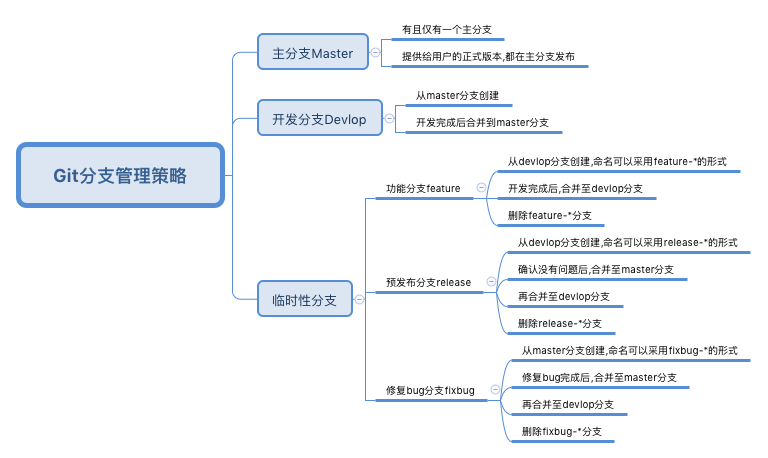 Git分支管理策略
主分支Master
有且仅有一个主分支
提供给用户的正式版本,都在主分支发布
开发分支Devlop
从master分支创建
开发完成后合并到master分支
临时性分支
功能分支feature
从devlop分支创建,命名可以采用feature-*的形式
开发完成后,合并至devlop分支
删除feature-*分支
预发布分支release
从devlop分支创建,命名可以采用release-*的形式
确认没有问题后,合并至master分支
再合并至devlop分支
删除release-*分支
修复bug分支fixbug
从master分支创建,命名可以采用fixbug-*的形式
修复bug完成后,合并至master分支
再合并至devlop分支
删除fixbug-*分支